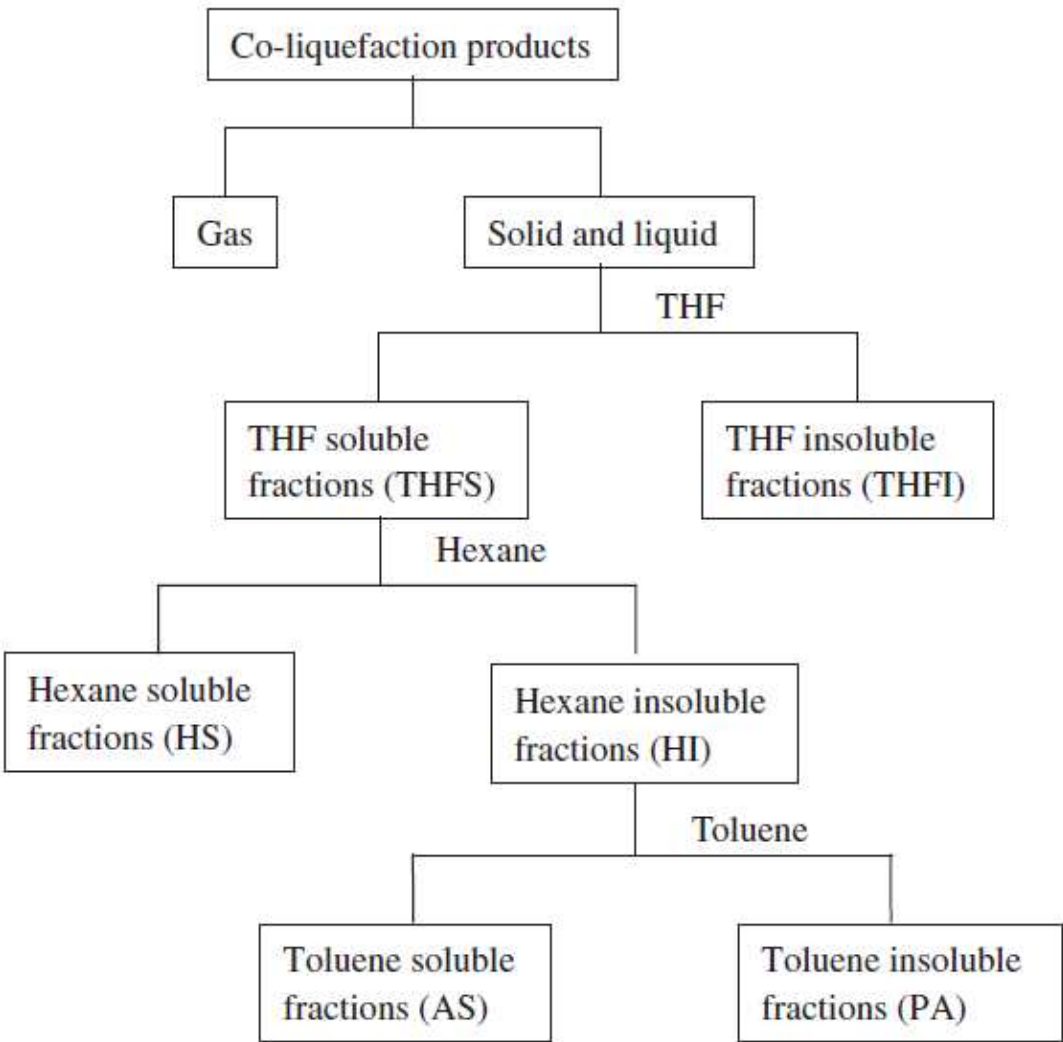 Co-liquefaction products
Gas
Solid and liquid
THF
THF soluble
fractions (THFS)
THF insoluble
fractions (THFI)
Hexane
Hexane soluble
fractions (HS)
Hexane insoluble
fractions (HI)
Toluene
Toluene soluble
fractions (AS)
Toluene insoluble
fractions (PA)